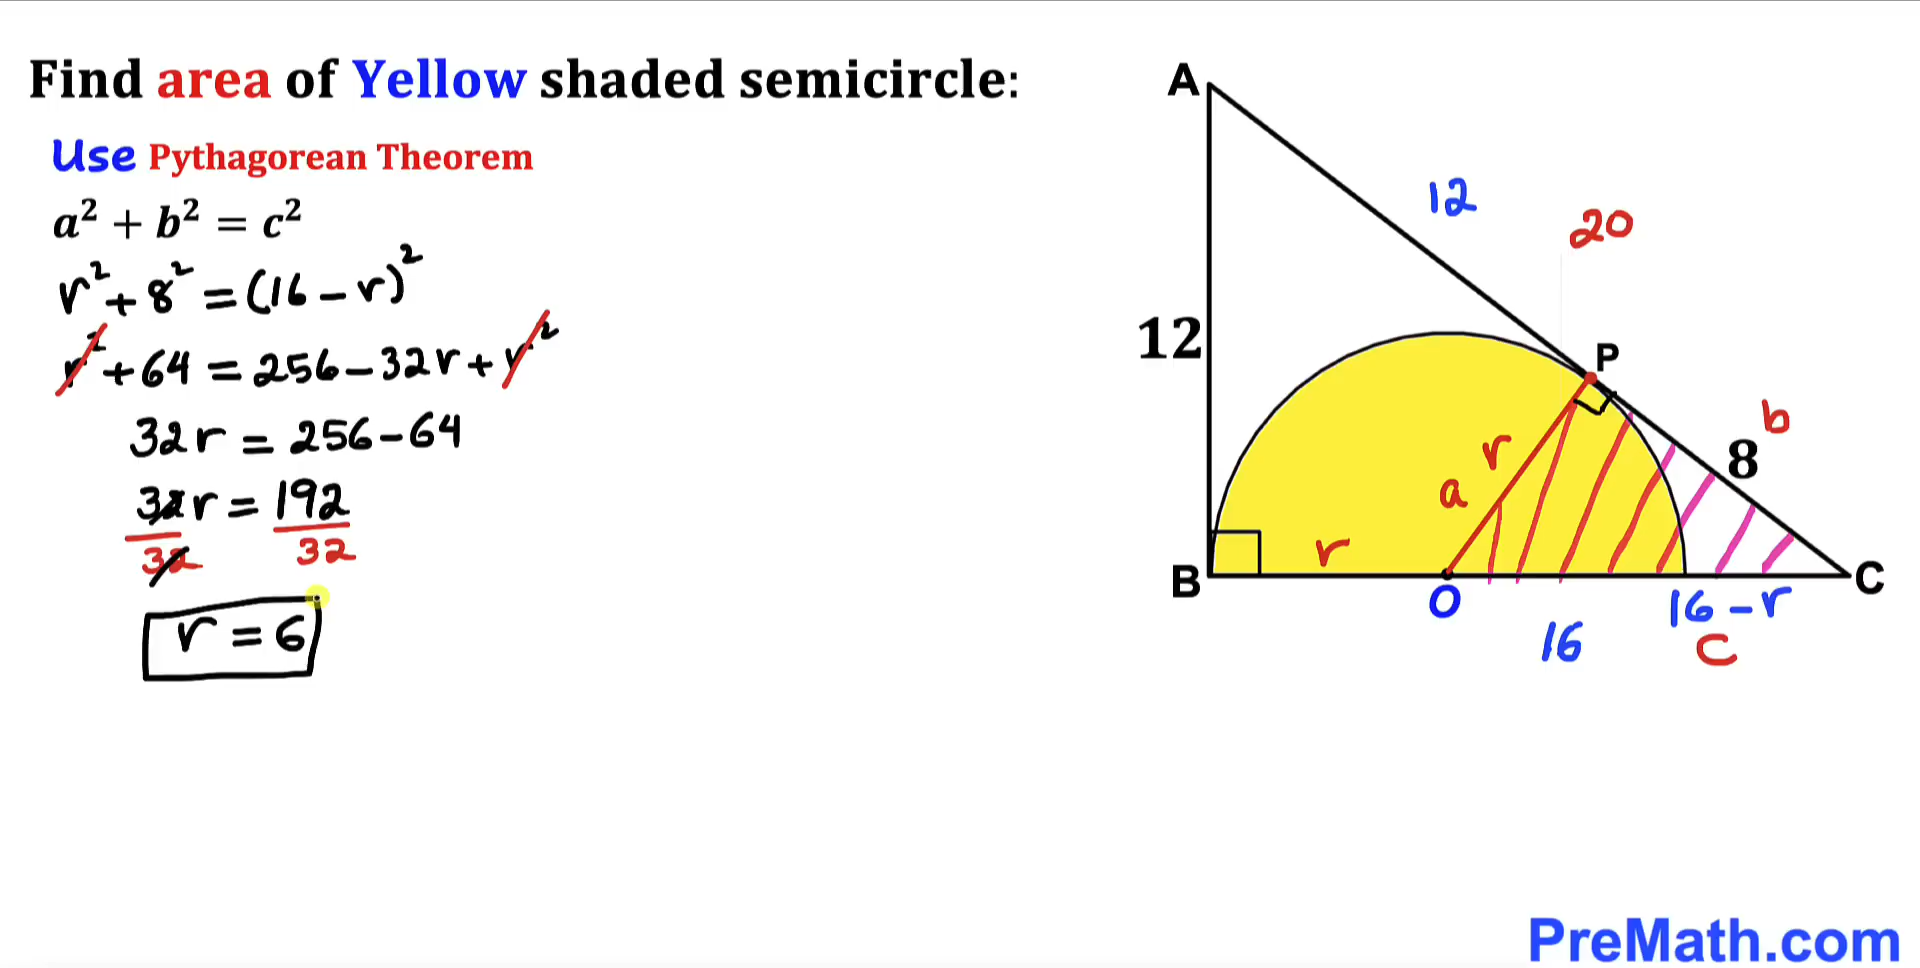 Find area of Yellow shaded semicircle:
Use Pythagorean Theorem
a² + b² = c²
r² + 8² = (16 - r)²
r² + 64 = 256 - 32r + r²
32r = 256 - 64
32r = 192
32 32
r = 6
A
12
20
12
P
b
8
r
a
r
B
O
C
16 - r
16
C
PreMath.com